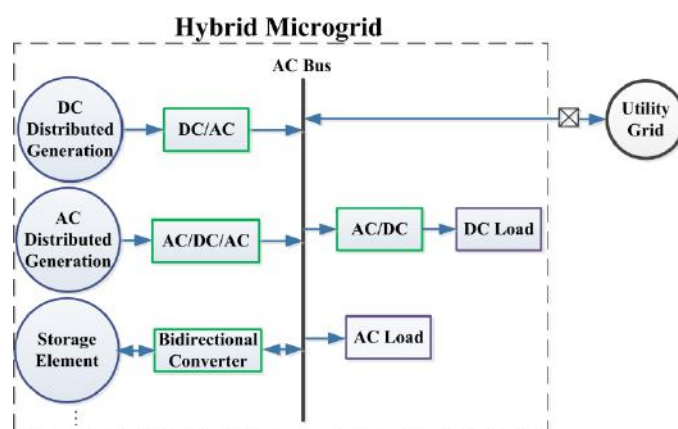 Hybrid Microgrid
AC Bus
DC
Distributed
Generation
DC/AC
Utility
Grid
AC
Distributed
Generation
AC/DC/AC
AC/DC
DC Load
Storage
Element
Bidirectional
Converter
AC Load